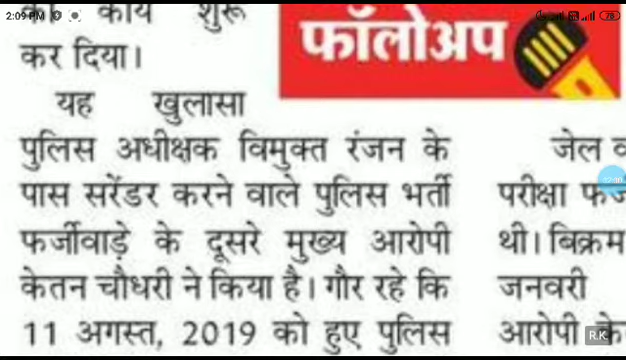 2:09 PM
का कार्य शुरू
कर दिया।
यह खुलासा
पुलिस अधीक्षक विमुक्त रंजन के
पास सरेंडर करने वाले पुलिस भर्ती
फर्जीवाड़े के दूसरे मुख्य आरोपी
केतन चौधरी ने किया है। गौर रहे कि
11 अगस्त, 2019 को हुए पुलिस
फॉलोअप
जेल
परीक्षा
थी। बिक्रम
जनवरी
आरोपी के
R.K.